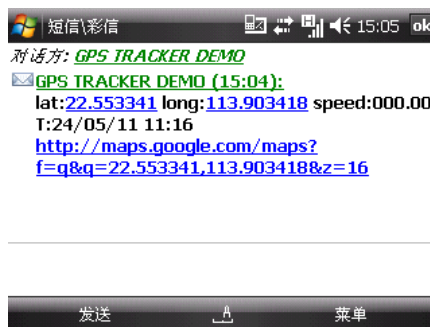 短信\彩信 15:05 ok
对话方: GPS TRACKER DEMO
GPS TRACKER DEMO (15:04):
lat:22.553341 long:113.903418 speed:000.00
T:24/05/11 11:16
http://maps.google.com/maps?
f=q&q=22.553341,113.903418&z=16
发送 菜单